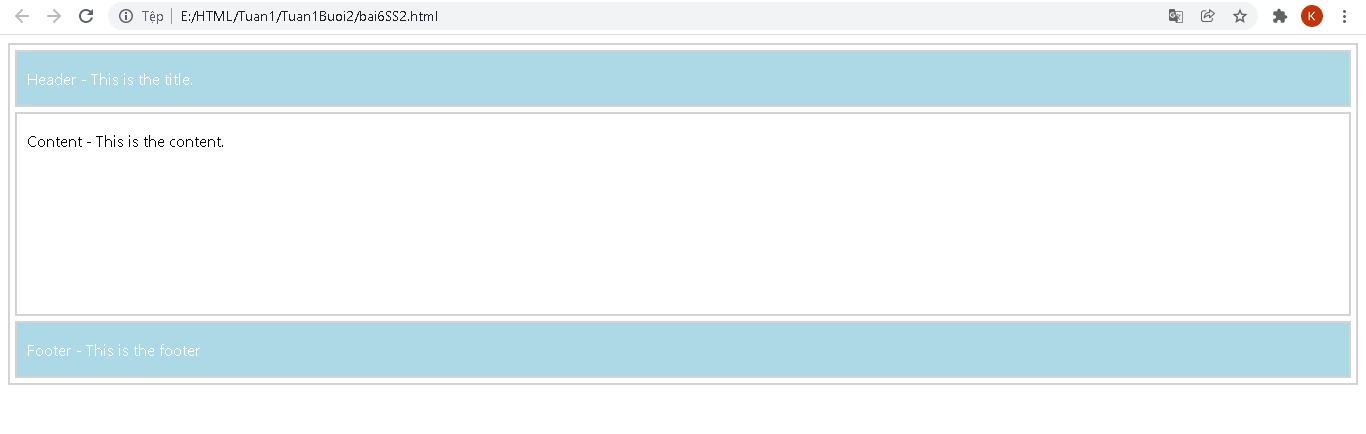 Tệp E:/HTML/Tuan1/Tuan1Buoi2/bai6SS2.html K
Header - This is the title.
Content - This is the content.
Footer - This is the footer